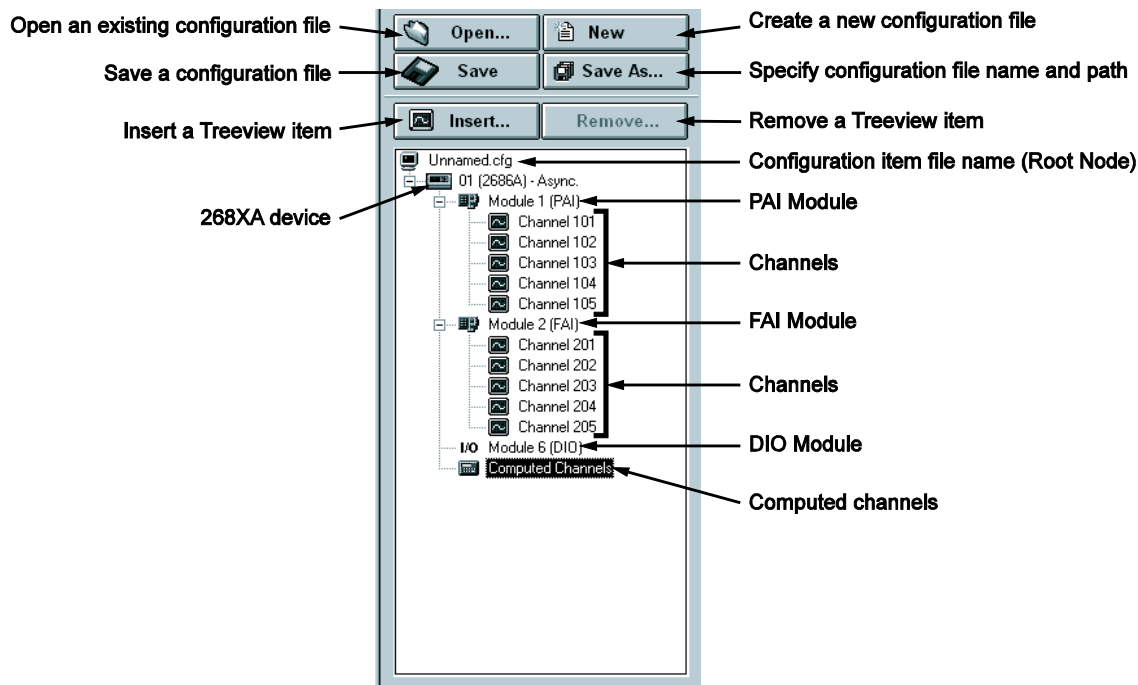 Open an existing configuration file
Open...
New
Create a new configuration file
Save a configuration file
Save
Save As...
Specify configuration file name and path
Insert a Treeview item
Insert...
Remove...
Remove a Treeview item
Unnamed.cfg
Configuration item file name (Root Node)
01 (2686A) - Async.
268XA device
Module 1 (PAI)
PAI Module
Channel 101
Channel 102
Channel 103
Channel 104
Channel 105
Channels
Module 2 (FAI)
FAI Module
Channel 201
Channel 202
Channel 203
Channel 204
Channel 205
Channels
I/O Module 6 (DIO)
DIO Module
Computed Channels
Computed channels